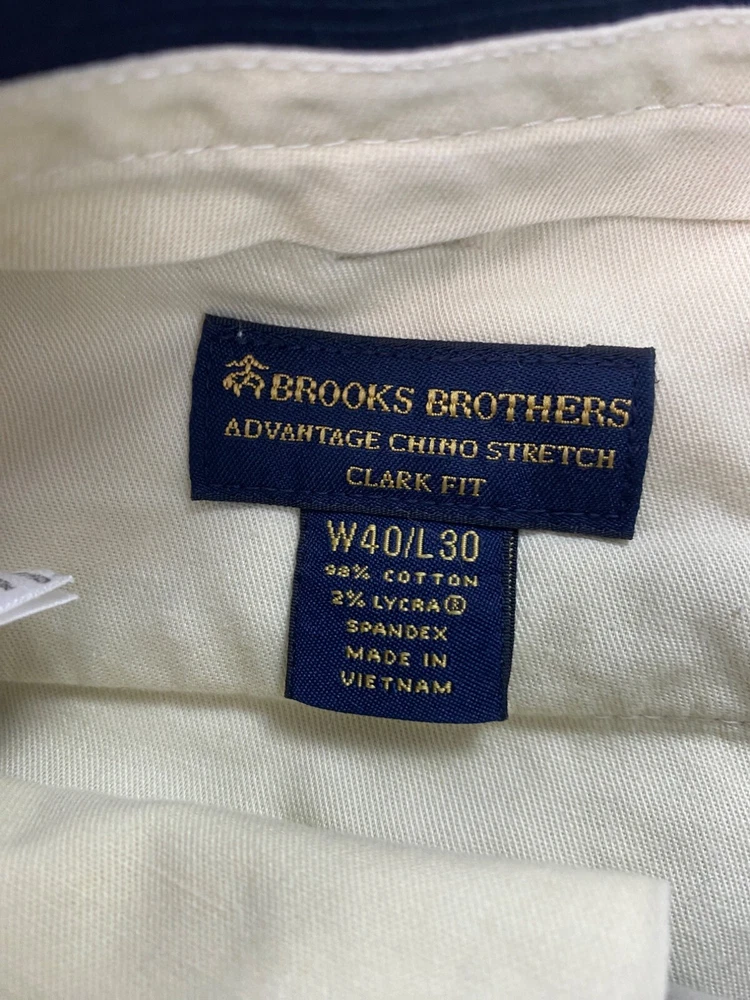 BROOKS BROTHERS
ADVANTAGE CHINO STRETCH
CLARK FIT
W40/L30
98% COTTON
2% LYCRA®
SPANDEX
MADE IN
VIETNAM